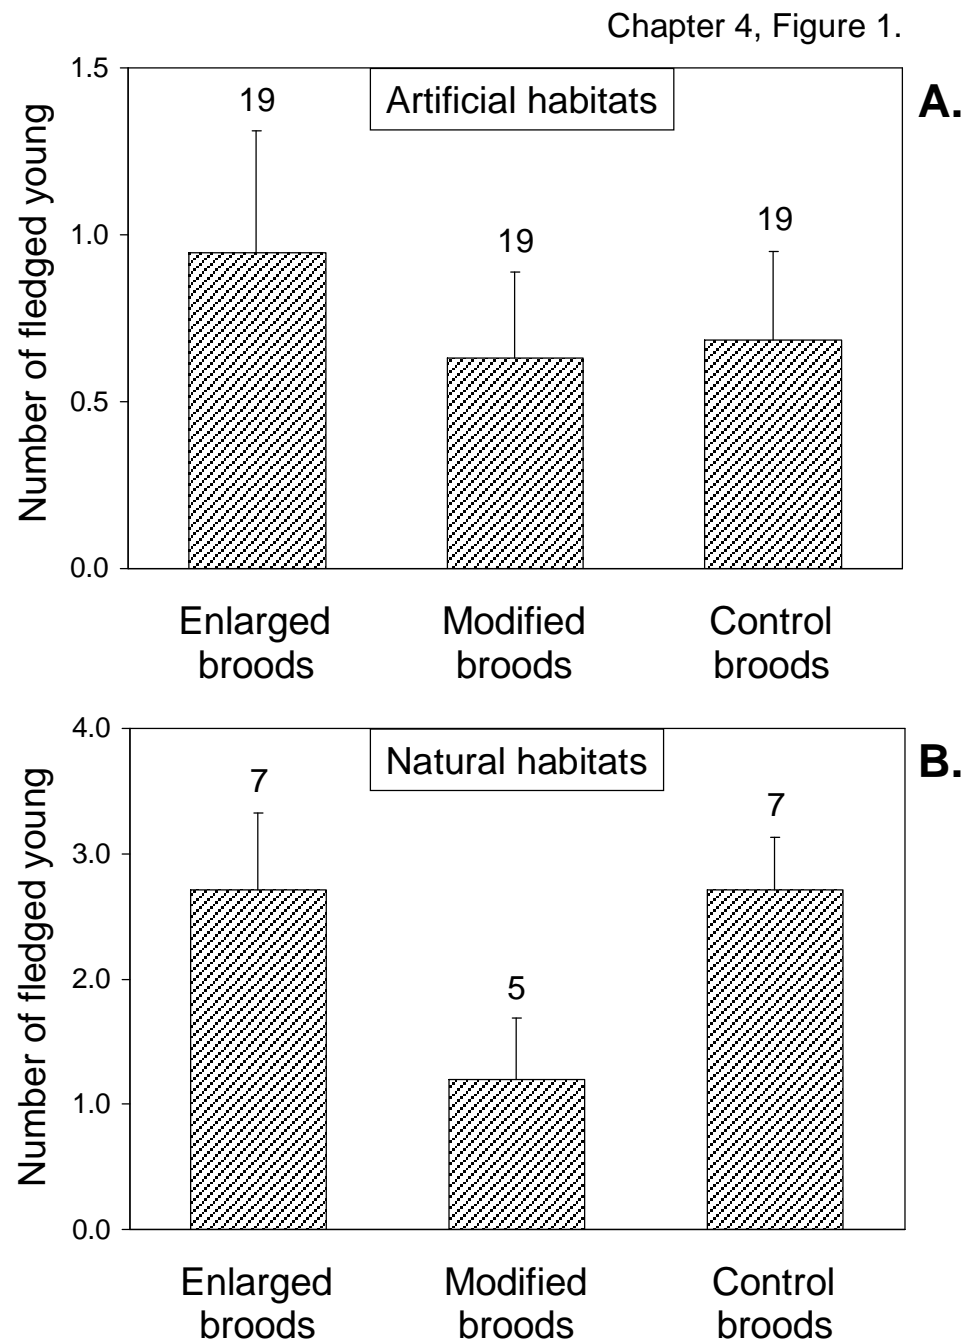 Chapter 4, Figure 1.
A.
Artificial habitats
Number of fledged young
1.5
1.0
0.5
0.0
19
19
19
Enlarged
broods
Modified
broods
Control
broods
B.
Natural habitats
Number of fledged young
4.0
3.0
2.0
1.0
0.0
7
5
7
Enlarged
broods
Modified
broods
Control
broods